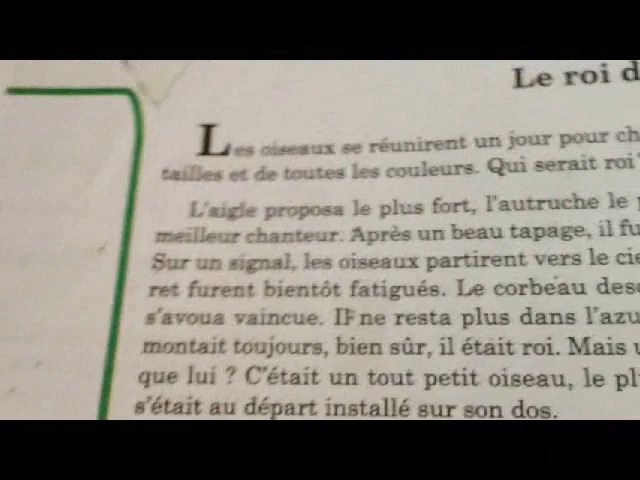 Le roi d
Les oiseaux se réunirent un jour pour ch
tailles et de toutes les couleurs. Qui serait roi ?
L'aigle proposa le plus fort, l'autruche le
meilleur chanteur. Après un beau tapage, il fu
Sur un signal, les oiseaux partirent vers le cie
ret furent bientôt fatigués. Le corbeau desc
s'avoua vaincue. Il ne resta plus dans l'azu
montait toujours, bien sûr, il était roi. Mais u
que lui ? C'était un tout petit oiseau, le pl
s'était au départ installé sur son dos.